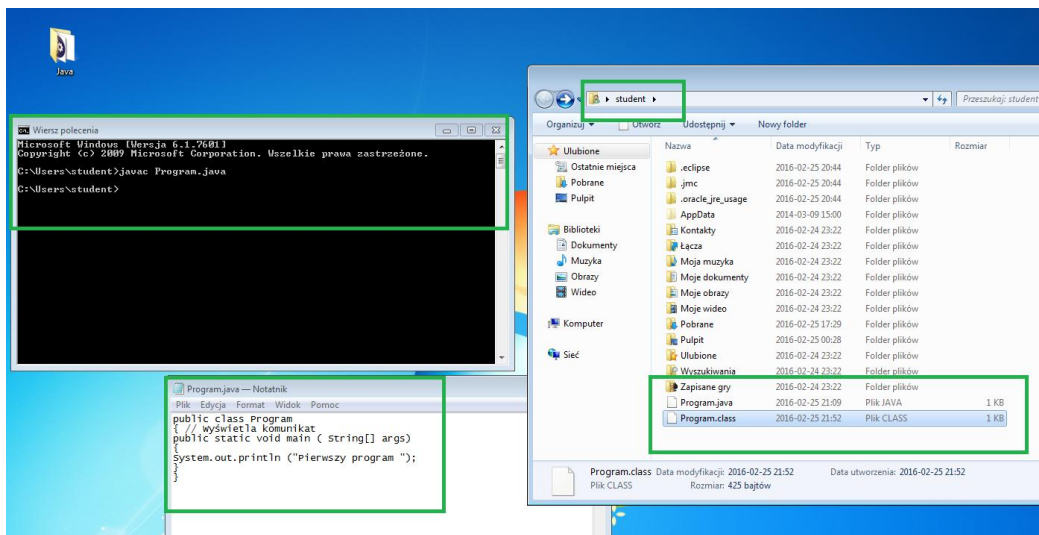 Java
Wiersz polecenia
Microsoft Windows [Wersja 6.1.7601]
Copyright (c) 2009 Microsoft Corporation. Wszelkie prawa zastrzeżone.
C:\Users\student>javac Program.java
C:\Users\student>
Program.java — Notatnik
Plik Edycja Format Widok Pomoc
public class Program
{ // wyświetla komunikat
public static void main ( String[] args)
{
System.out.println ("Pierwszy program ");
}
}
student
Przeszukaj: student
Organizuj Otwórz Udostępnij Nowy folder
Ulubione
Ostatnie miejsca
Pobrane
Pulpit
Biblioteki
Dokumenty
Muzyka
Obrazy
Wideo
Komputer
Sieć
Nazwa Data modyfikacji Typ Rozmiar
.eclipse 2016-02-25 20:44 Folder plików
.jmc 2016-02-25 20:44 Folder plików
.oracle_jre_usage 2016-02-25 20:44 Folder plików
AppData 2014-03-09 15:00 Folder plików
Kontakty 2016-02-24 23:22 Folder plików
Łącza 2016-02-24 23:22 Folder plików
Moja muzyka 2016-02-24 23:22 Folder plików
Moje dokumenty 2016-02-24 23:22 Folder plików
Moje obrazy 2016-02-24 23:22 Folder plików
Moje wideo 2016-02-24 23:22 Folder plików
Pobrane 2016-02-25 17:29 Folder plików
Pulpit 2016-02-25 00:28 Folder plików
Ulubione 2016-02-24 23:22 Folder plików
Wyszukiwania 2016-02-24 23:22 Folder plików
Zapisane gry 2016-02-24 23:22 Folder plików
Program.java 2016-02-25 21:09 Plik JAVA 1 KB
Program.class 2016-02-25 21:52 Plik CLASS 1 KB
Program.class Data modyfikacji: 2016-02-25 21:52 Data utworzenia: 2016-02-25 21:52
Plik CLASS Rozmiar: 425 bajtów